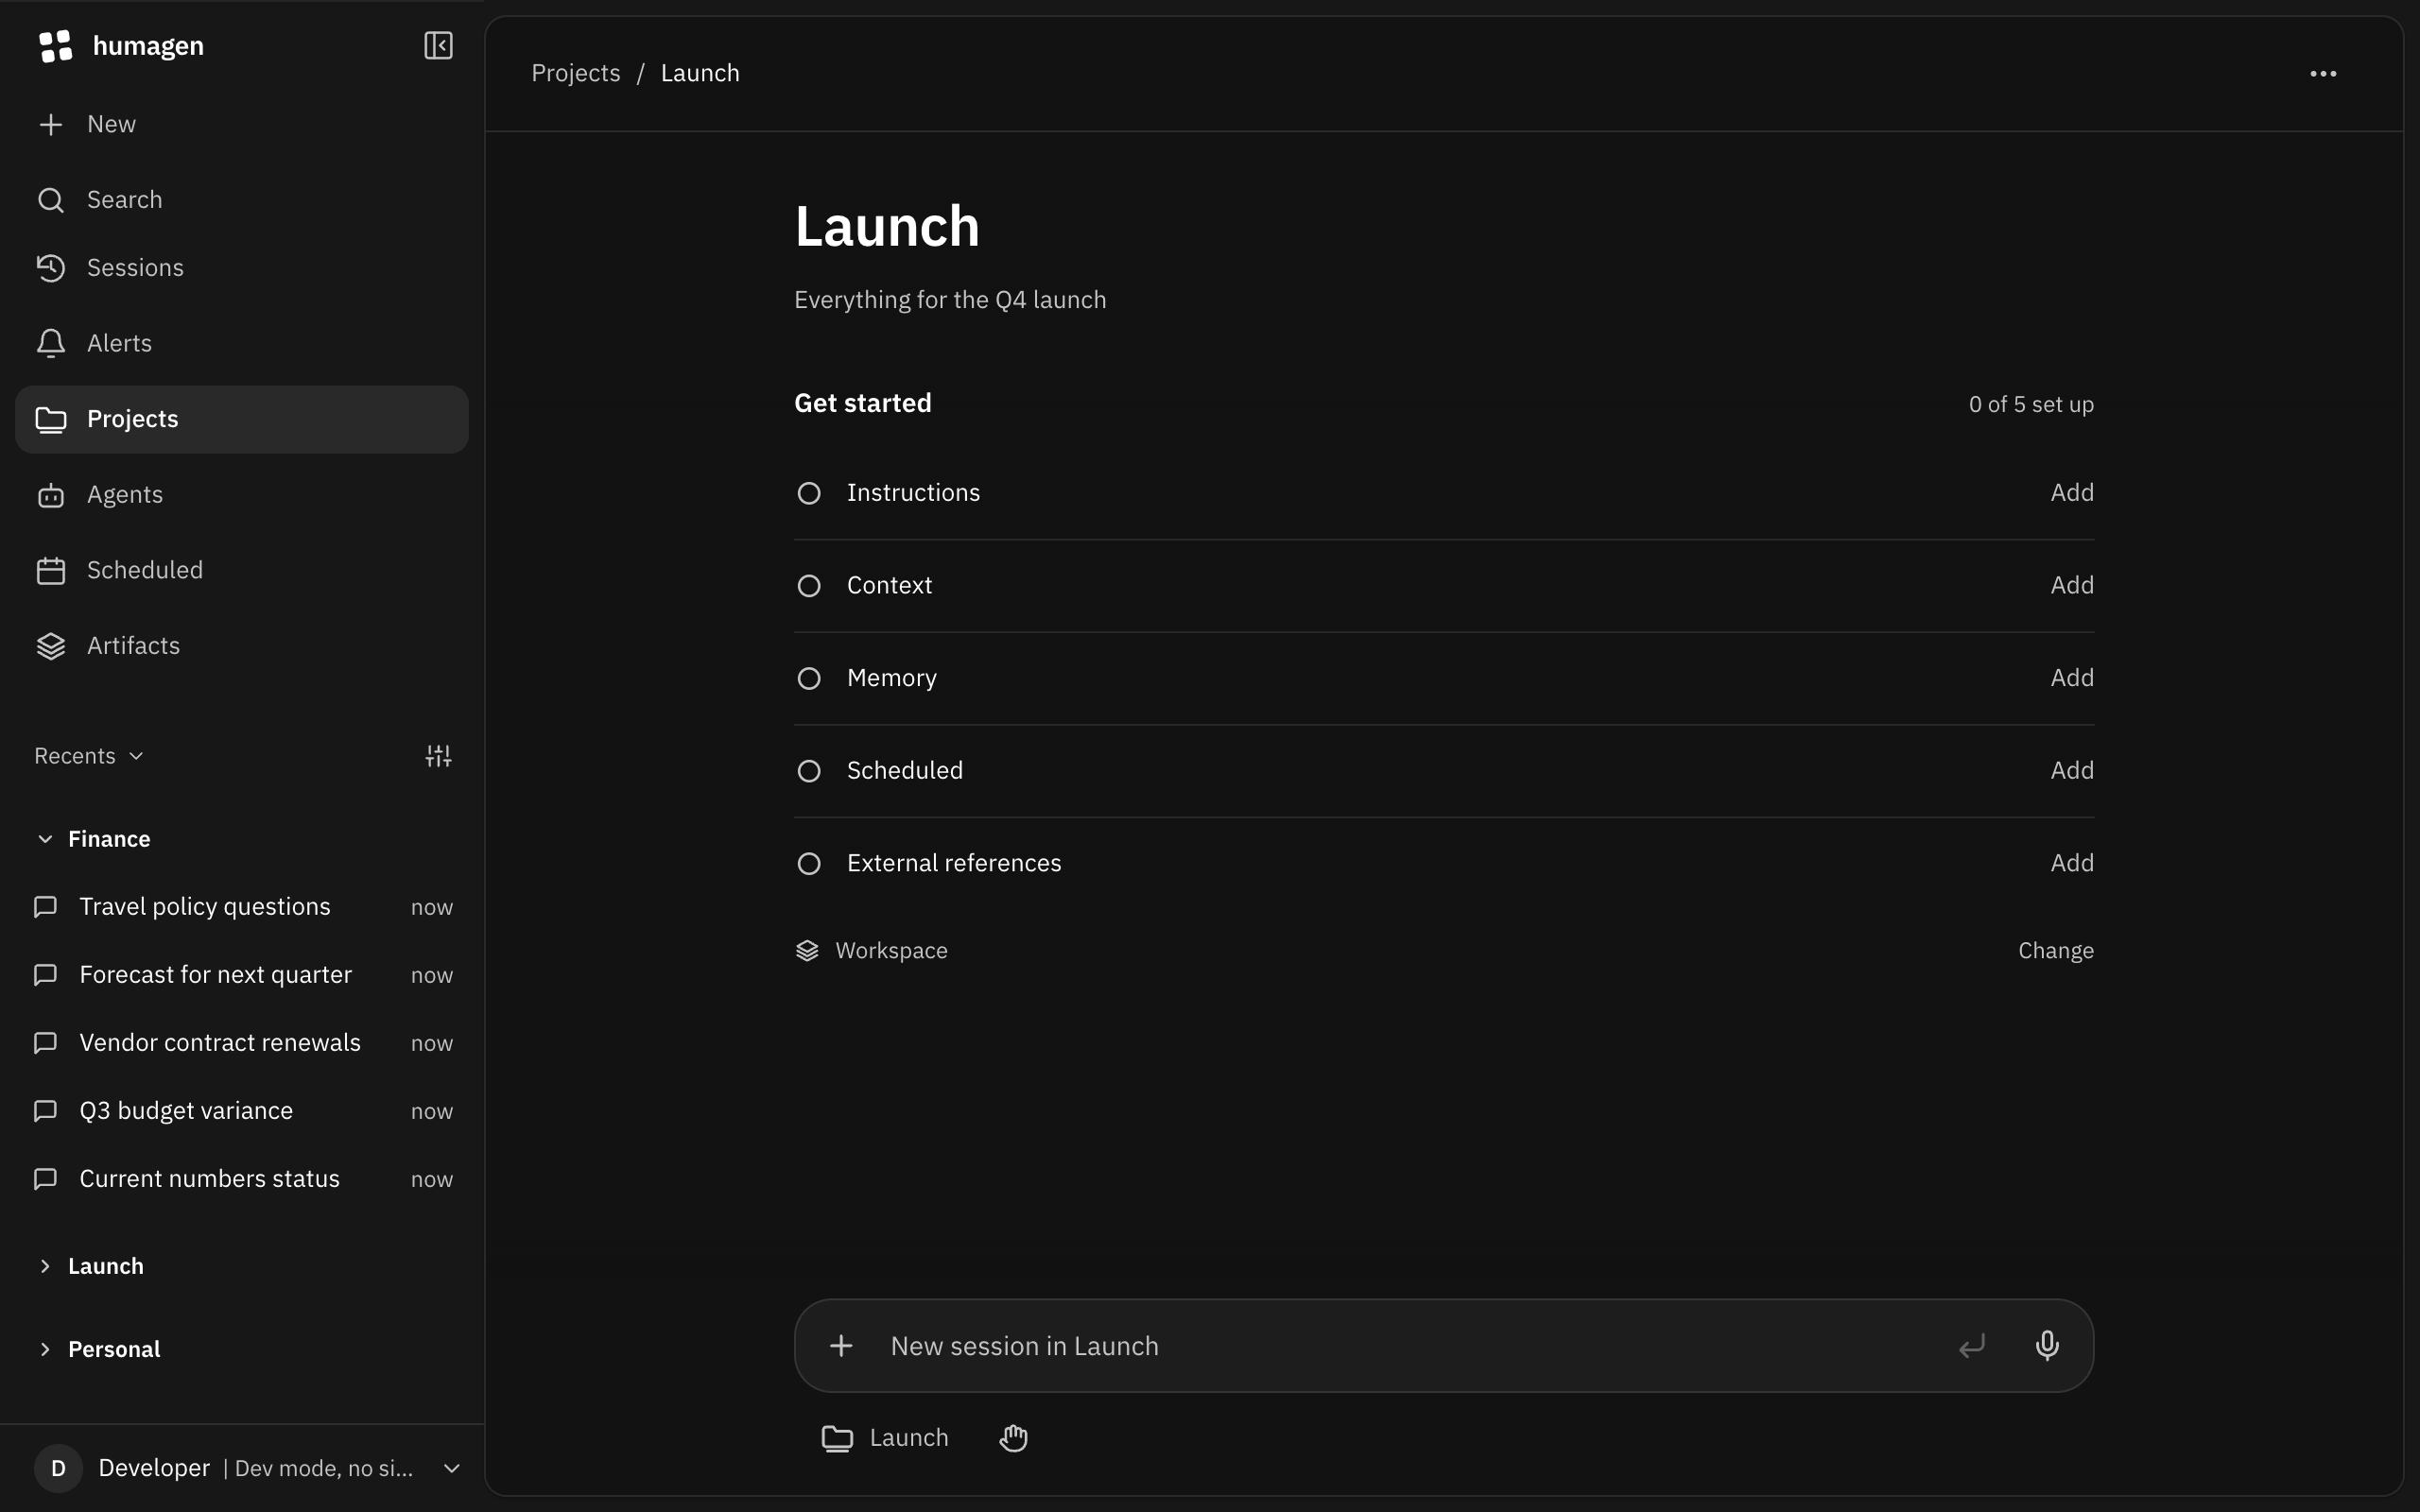 humagen
New
Search
Sessions
Alerts
Projects
Agents
Scheduled
Artifacts
Recents
Finance
Travel policy questions now
Forecast for next quarter now
Vendor contract renewals now
Q3 budget variance now
Current numbers status now
Launch
Personal
D Developer | Dev mode, no si...
Projects / Launch
Launch
Everything for the Q4 launch
Get started 0 of 5 set up
Instructions Add
Context Add
Memory Add
Scheduled Add
External references Add
Workspace Change
New session in Launch
Launch